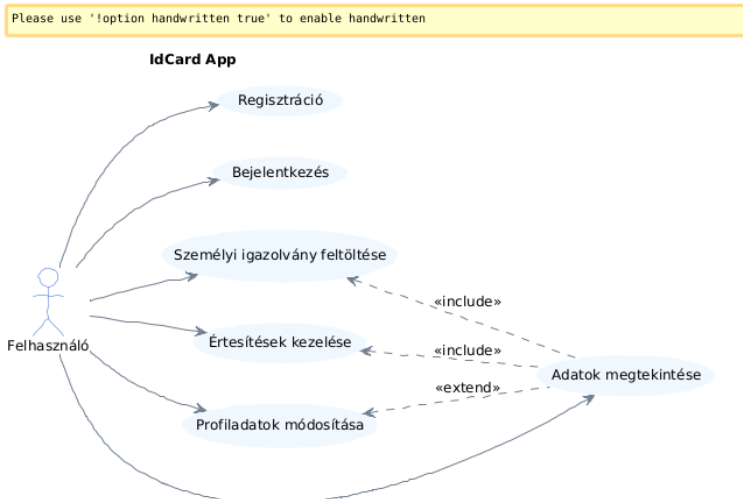 Please use '!option handwritten true' to enable handwritten
IdCard App
Regisztráció
Bejelentkezés
Személyi igazolvány feltöltése
«include»
Értesítések kezelése
«include»
Felhasználó
Adatok megtekintése
«extend»
Profiladatok módosítása